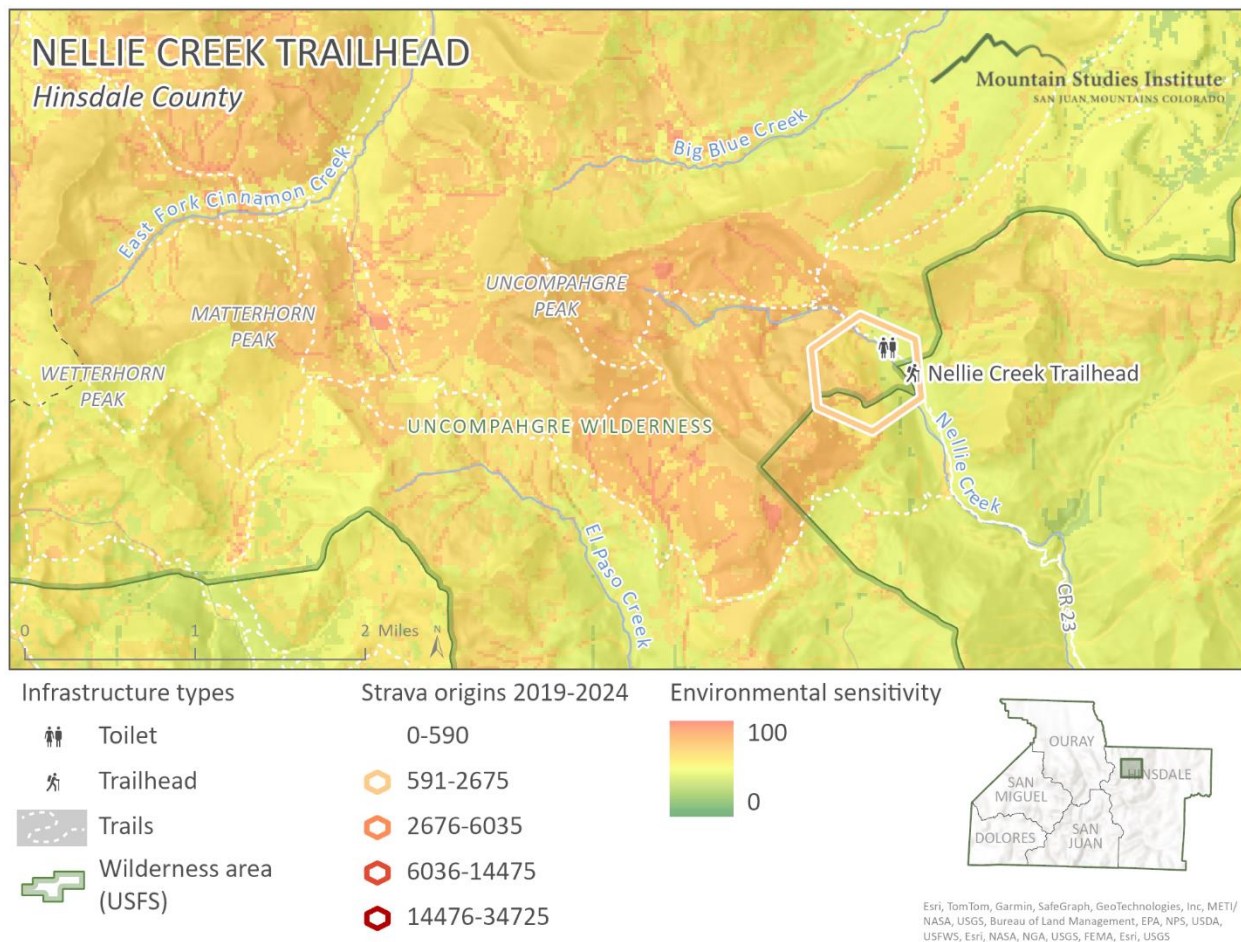 NELLIE CREEK TRAILHEAD
Hinsdale County
Mountain Studies Institute
SAN JUAN MOUNTAINS COLORADO
Big Blue Creek
East Fork Cinnamon Creek
UNCOMPAHGRE
PEAK
MATTERHORN
PEAK
WETTERHORN
PEAK
Nellie Creek Trailhead
UNCOMPAHGRE WILDERNESS
Nellie Creek
El Paso Creek
CR 23
0 1 2 Miles
N
Infrastructure types
Toilet
Trailhead
Trails
Wilderness area
(USFS)
Strava origins 2019-2024
0-590
591-2675
2676-6035
6036-14475
14476-34725
Environmental sensitivity
100
0
OURAY
HINSDALE
SAN
MIGUEL
DOLORES
SAN
JUAN
Esri, TomTom, Garmin, SafeGraph, GeoTechnologies, Inc, METI/
NASA, USGS, Bureau of Land Management, EPA, NPS, USDA,
USFWS, Esri, NASA, NGA, USGS, FEMA, Esri, USGS